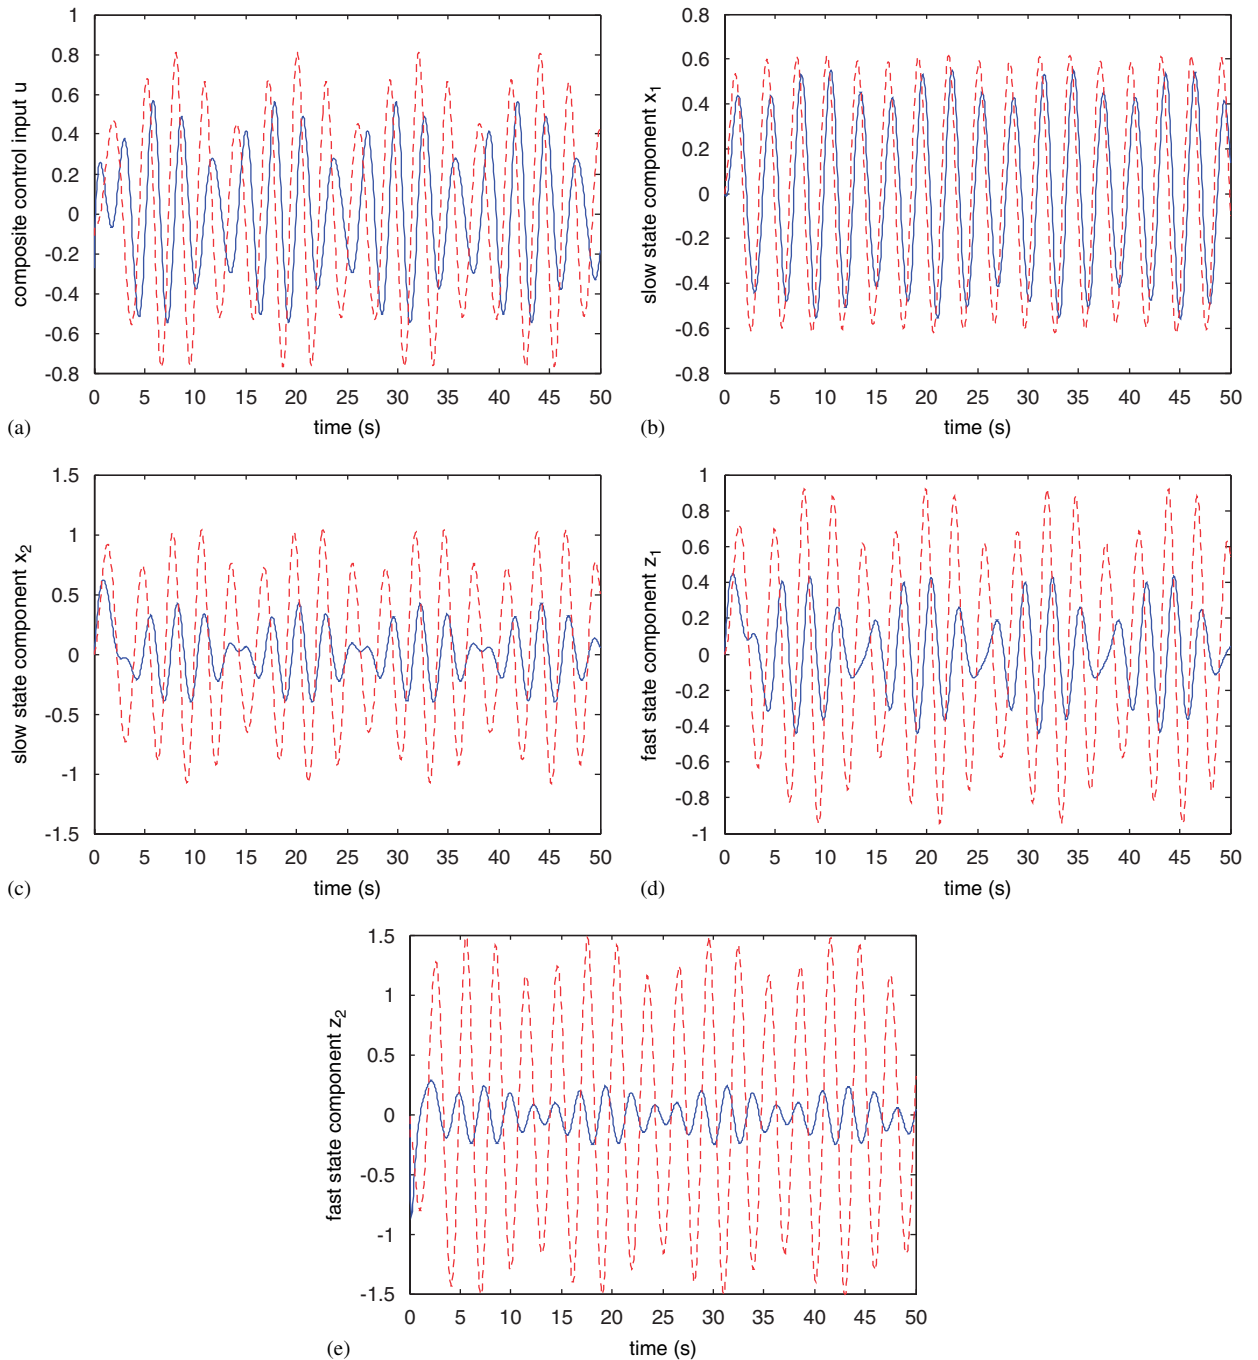 1
0.8
0.6
0.4
0.2
0
-0.2
-0.4
-0.6
-0.8
composite control input u
0 5 10 15 20 25 30 35 40 45 50
(a) time (s)
0.8
0.6
0.4
0.2
0
-0.2
-0.4
-0.6
-0.8
slow state component x1
0 5 10 15 20 25 30 35 40 45 50
(b) time (s)
1.5
1
0.5
0
-0.5
-1
-1.5
slow state component x2
0 5 10 15 20 25 30 35 40 45 50
(c) time (s)
1
0.8
0.6
0.4
0.2
0
-0.2
-0.4
-0.6
-0.8
-1
fast state component z1
0 5 10 15 20 25 30 35 40 45 50
(d) time (s)
1.5
1
0.5
0
-0.5
-1
-1.5
fast state component z2
0 5 10 15 20 25 30 35 40 45 50
(e) time (s)